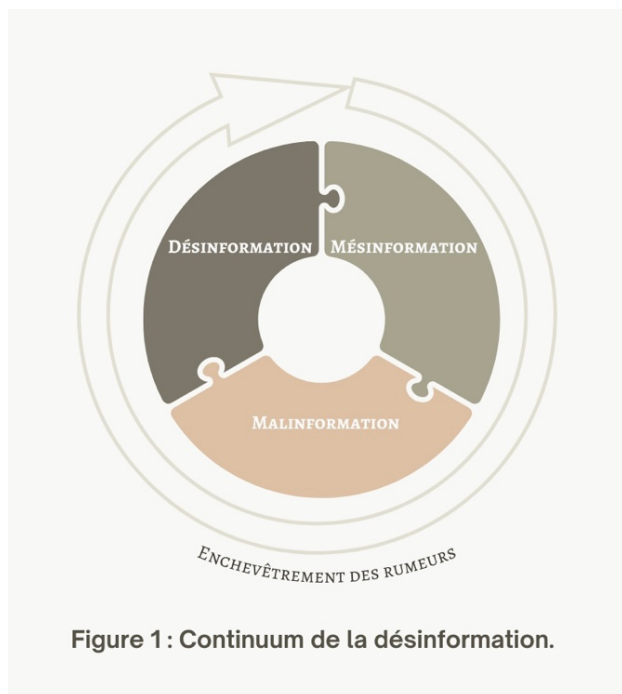 Désinformation
Mésinformation
Malinformation
Enchevêtrement des rumeurs
Figure 1 : Continuum de la désinformation.